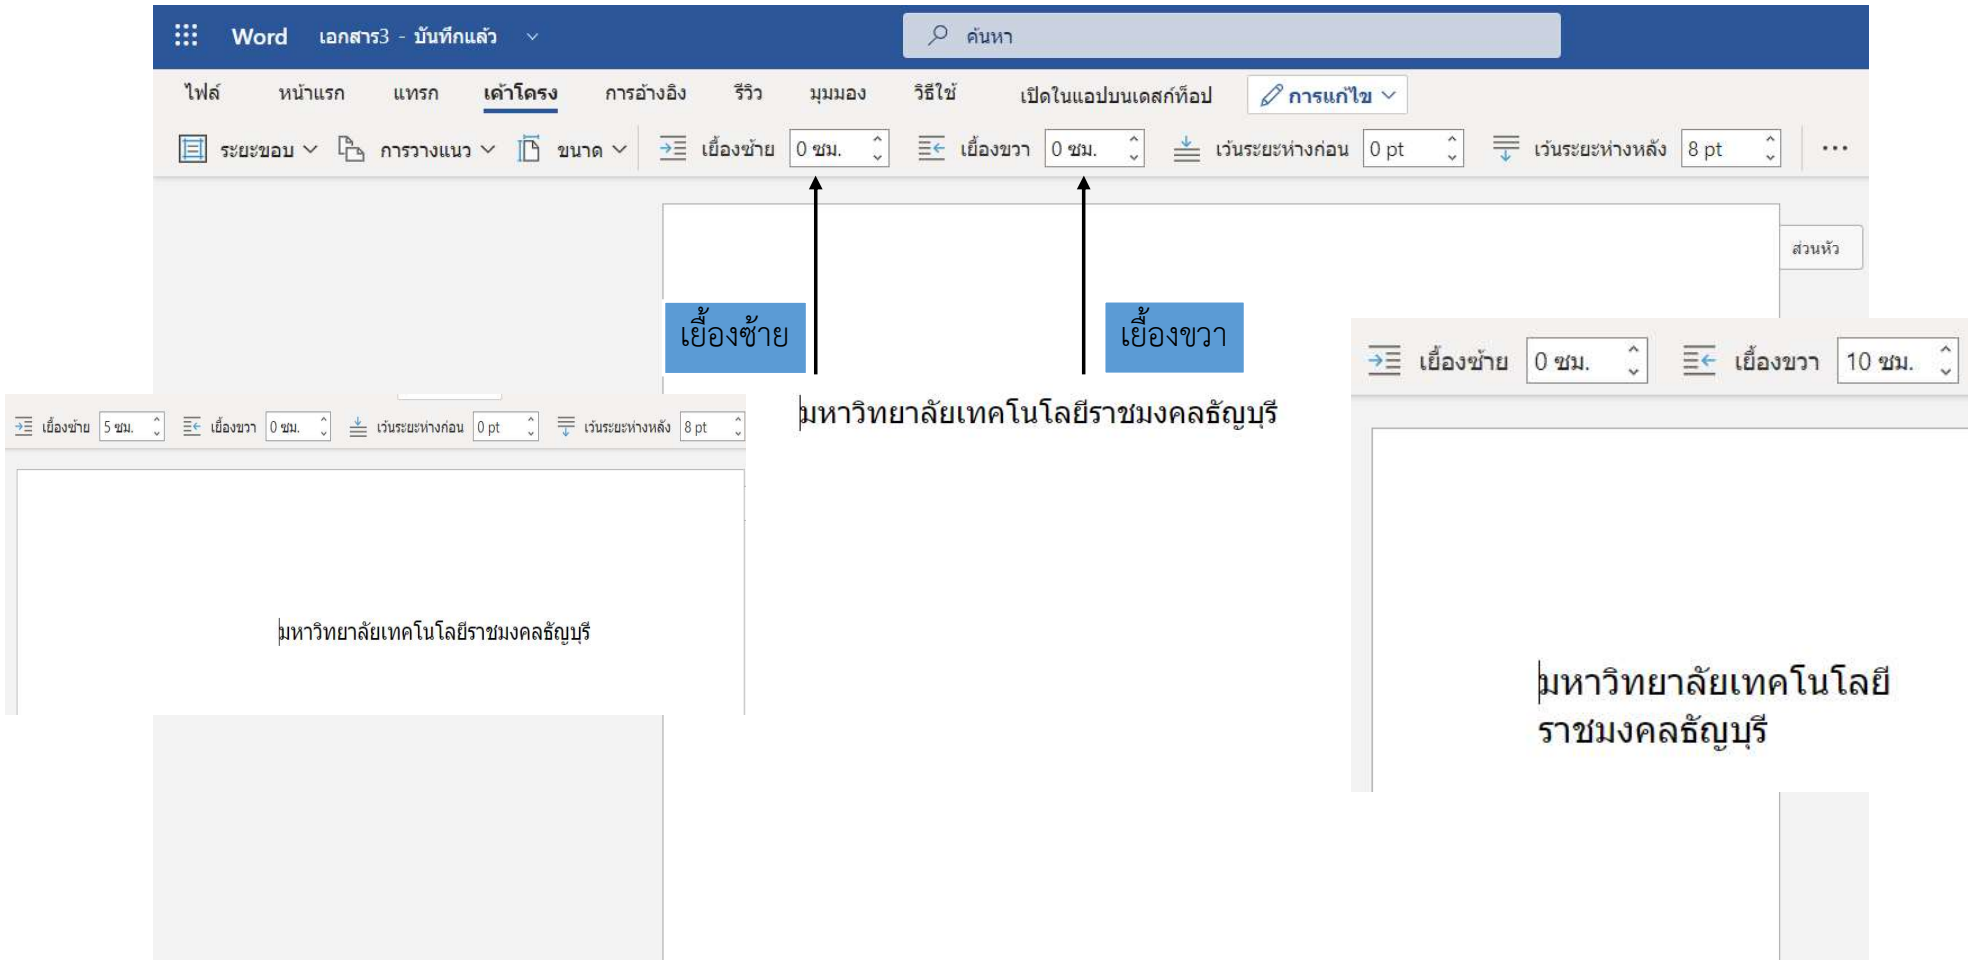 Word เอกสาร3 - บันทึกแล้ว
ค้นหา
ไฟล์ หน้าแรก แทรก เค้าโครง การอ้างอิง รีวิว มุมมอง วิธีใช้ เปิดในแอปบนเดสก์ท็อป การแก้ไข
ระยะขอบ การวางแนว ขนาด เยื้องซ้าย 0 ซม. เยื้องขวา 0 ซม. เว้นระยะห่างก่อน 0 pt เว้นระยะห่างหลัง 8 pt ...
ส่วนหัว
เยื้องซ้าย
เยื้องขวา
มหาวิทยาลัยเทคโนโลยีราชมงคลธัญบุรี
เยื้องซ้าย 5 ซม. เยื้องขวา 0 ซม. เว้นระยะห่างก่อน 0 pt เว้นระยะห่างหลัง 8 pt
มหาวิทยาลัยเทคโนโลยีราชมงคลธัญบุรี
เยื้องซ้าย 0 ซม. เยื้องขวา 10 ซม.
มหาวิทยาลัยเทคโนโลยี
ราชมงคลธัญบุรี